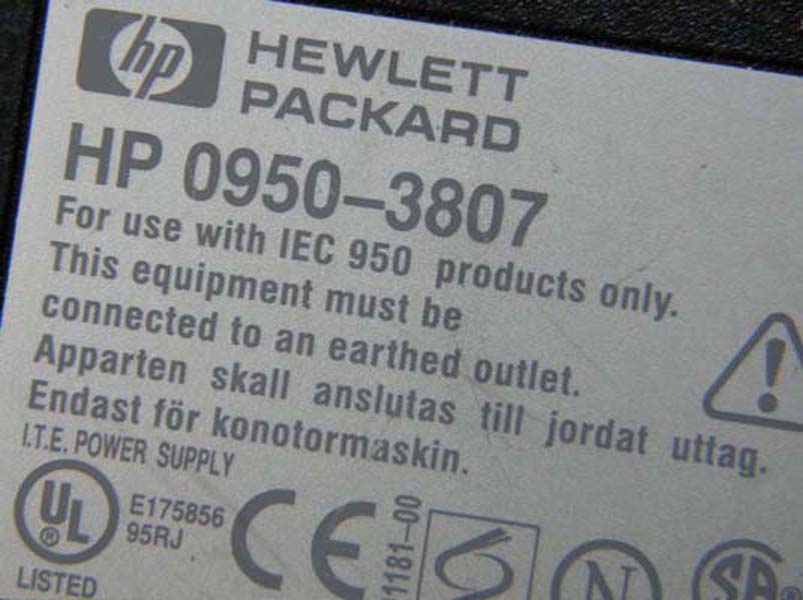 hp HEWLETT
PACKARD
HP 0950-3807
For use with IEC 950 products only.
This equipment must be
connected to an earthed outlet.
Apparten skall anslutas till jordat uttag.
Endast för konotormaskin.
I.T.E. POWER SUPPLY
UL
®
LISTED
E175856
95RJ
CE
1181-00
N
SA